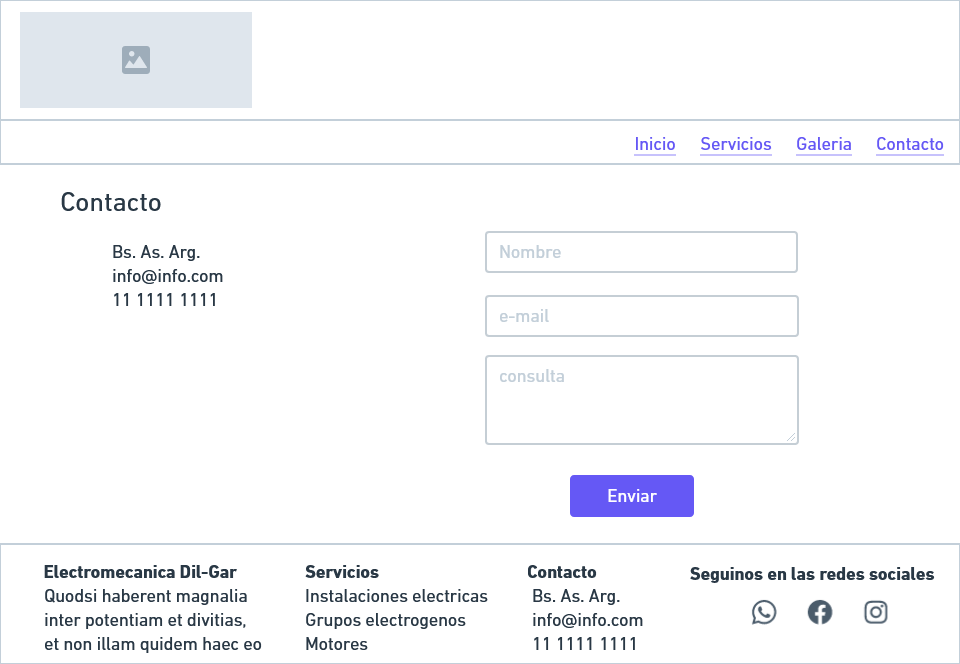 Inicio Servicios Galeria Contacto
Contacto
Bs. As. Arg.
info@info.com
11 1111 1111
Nombre
e-mail
consulta
Enviar
Electromecanica Dil-Gar
Quodsi haberent magnalia
inter potentiam et divitias,
et non illam quidem haec eo
Servicios
Instalaciones electricas
Grupos electrogenos
Motores
Contacto
Bs. As. Arg.
info@info.com
11 1111 1111
Seguinos en las redes sociales